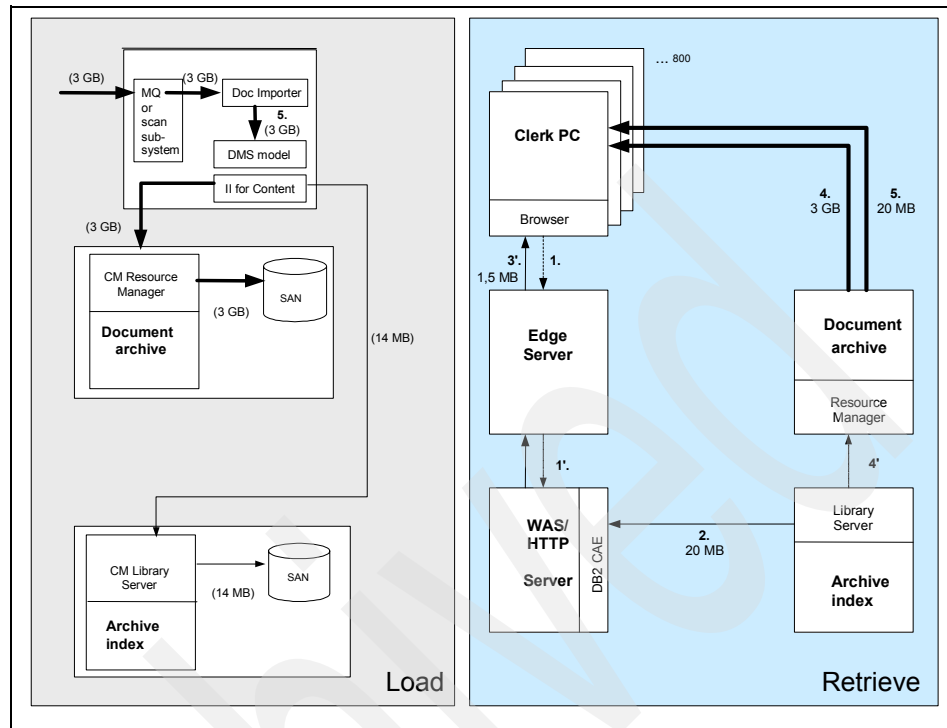 (3 GB)
(3 GB)
MQ
or
scan
sub-
system
Doc Importer
5.
(3 GB)
DMS model
II for Content
(3 GB)
CM Resource
Manager
Document
archive
(3 GB)
SAN
(14 MB)
CM Library
Server
Archive
index
(14 MB)
SAN
Load
... 800
Clerk PC
Browser
3'.
1,5 MB
1.
4.
3 GB
5.
20 MB
Edge
Server
Document
archive
Resource
Manager
1'.
4'
WAS/
HTTP
Server
DB2 CAE
2.
20 MB
Library
Server
Archive
index
Retrieve